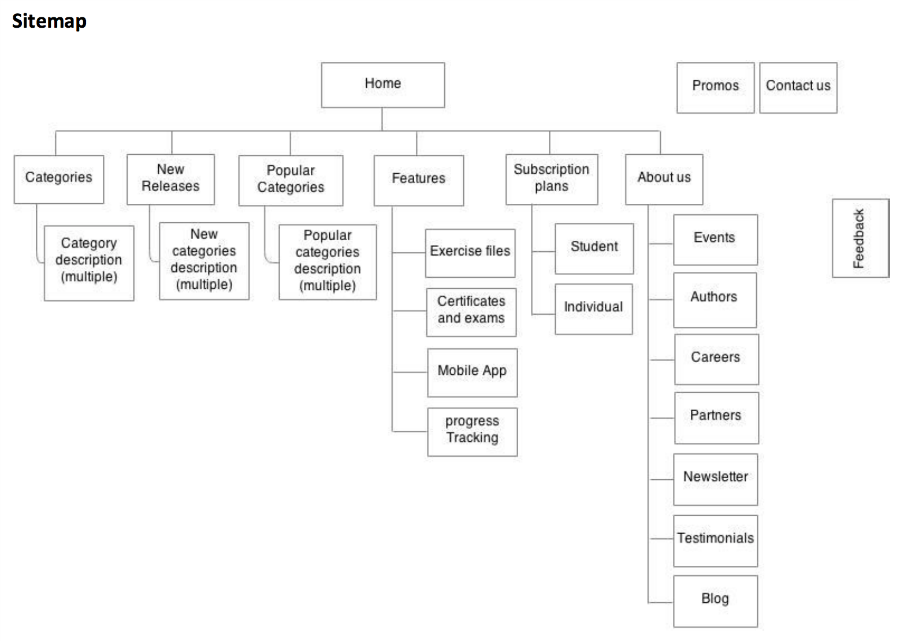 Sitemap
Home
Promos
Contact us
Categories
New
Releases
Popular
Categories
Features
Subscription
plans
About us
Category
description
(multiple)
New
categories
description
(multiple)
Popular
categories
description
(multiple)
Exercise files
Certificates
and exams
Mobile App
progress
Tracking
Student
Individual
Events
Authors
Careers
Partners
Newsletter
Testimonials
Blog
Feedback